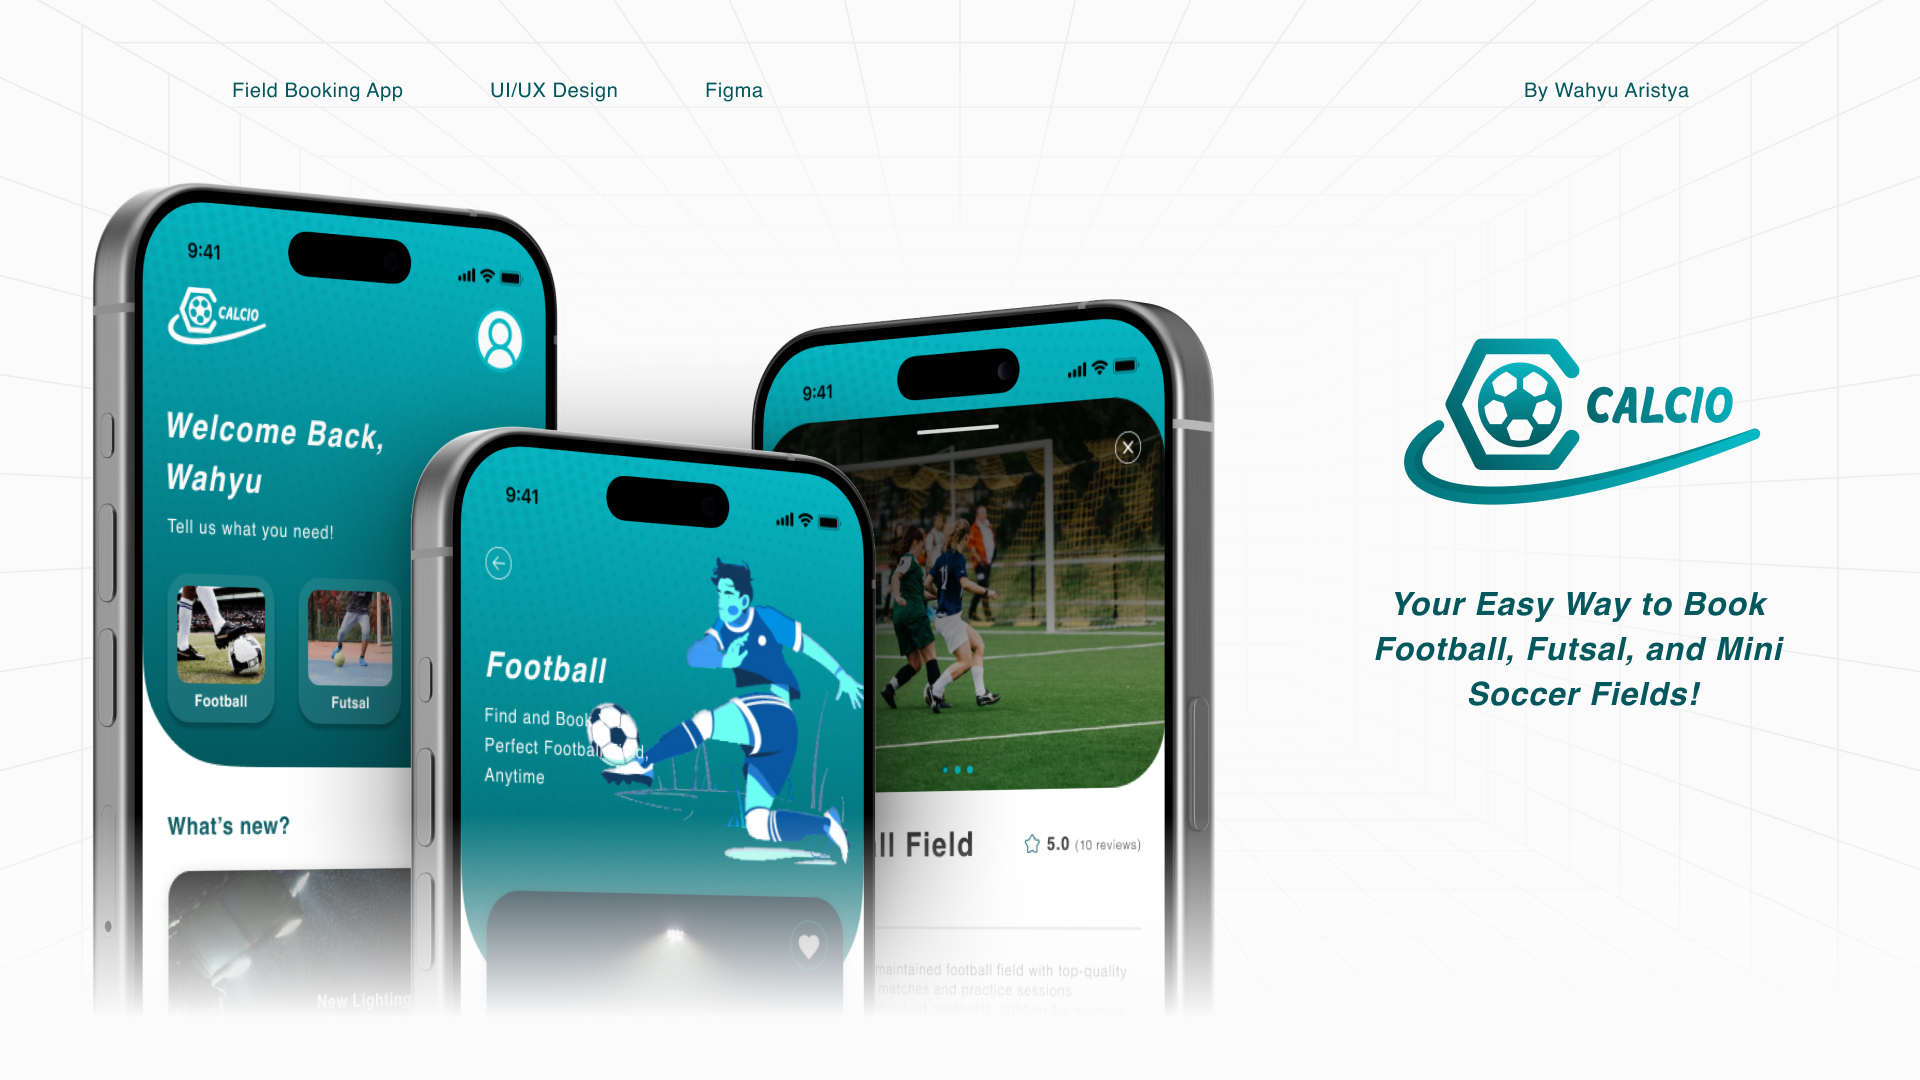 Field Booking App
UI/UX Design
Figma
By Wahyu Aristya
9:41
CALCIO
Welcome Back,
Wahyu
Tell us what you need!
Football
Futsal
What's new?
New Lighting
9:41
Football
Find and Book
Perfect Football
Anytime
9:41
X
Field
5.0 (10 reviews)
maintained football field with top-quality
matches and practice sessions.
CALCIO
Your Easy Way to Book
Football, Futsal, and Mini
Soccer Fields!